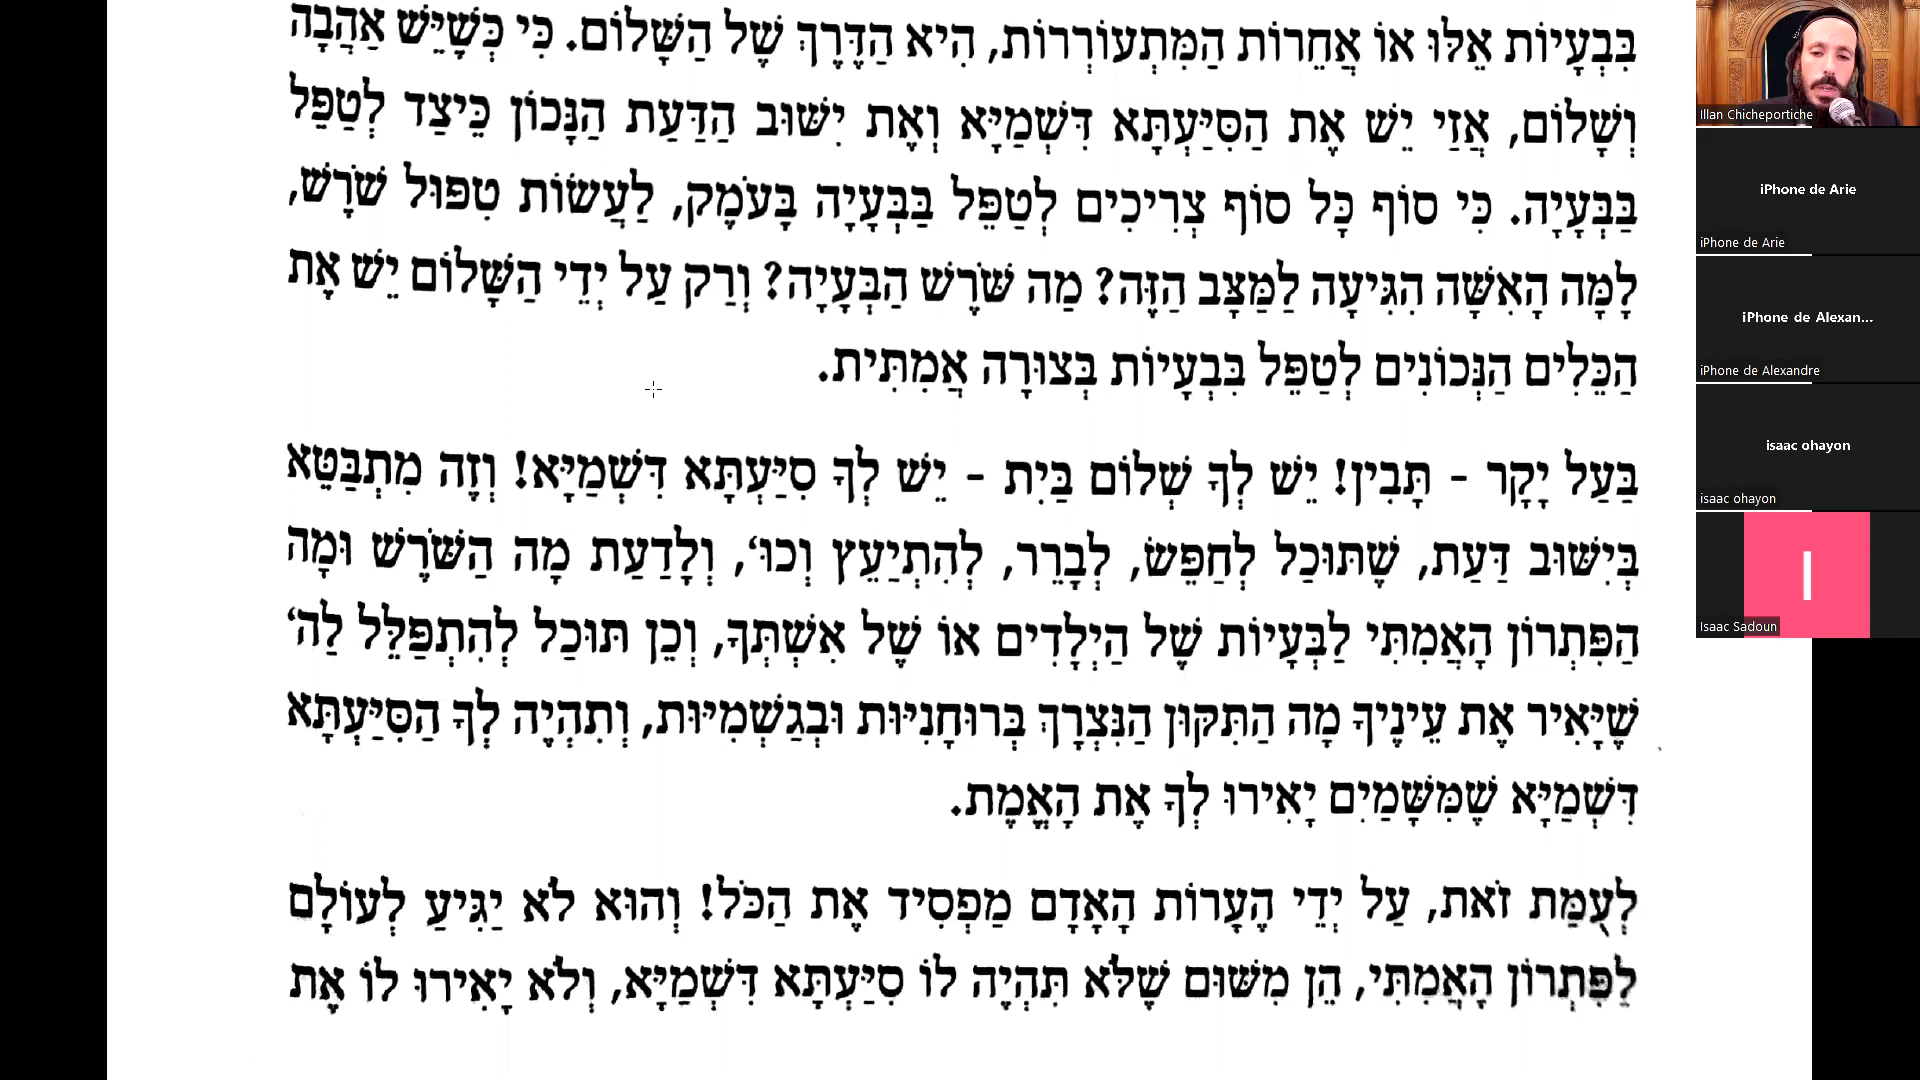 בִּבְעָיוֹת אֵלּוּ אוֹ אֲחֵרוֹת הַמִּתְעוֹרְרוֹת, הִיא הַדֶּרֶךְ שֶׁל הַשָּׁלוֹם. כִּי כְּשֶׁיֵּשׁ אַהֲבָה
וְשָׁלוֹם, אֲזַי יֵשׁ אֶת הַסִּיַּעְתָּא דִּשְׁמַיָּא וְאֶת יִשּׁוּב הַדַּעַת הַנָּכוֹן כֵּיצַד לְטַפֵּל
בַּבְּעָיָה. כִּי סוֹף כָּל סוֹף צְרִיכִים לְטַפֵּל בַּבְּעָיָה בָּעֹמֶק, לַעֲשׂוֹת טִפּוּל שֹׁרֶשׁ,
לָמָּה הָאִשָּׁה הִגִּיעָה לַמַּצָּב הַזֶּה? מַה שֹּׁרֶשׁ הַבְּעָיָה? וְרַק עַל יְדֵי הַשָּׁלוֹם יֵשׁ אֶת
הַכֵּלִים הַנְּכוֹנִים לְטַפֵּל בִּבְעָיוֹת בְּצוּרָה אֲמִתִּית.
בַּעַל יָקָר - תָּבִין! יֵשׁ לְךָ שְׁלוֹם בַּיִת - יֵשׁ לְךָ סִיַּעְתָּא דִּשְׁמַיָּא! וְזֶה מִתְבַּטֵּא
בְּיִשּׁוּב דַּעַת, שֶׁתּוּכַל לְחַפֵּשׂ, לְבָרֵר, לְהִתְיַעֵץ וְכוּ', וְלָדַעַת מָה הַשֹּׁרֶשׁ וּמָה
הַפִּתְרוֹן הָאֲמִתִּי לַבְּעָיוֹת שֶׁל הַיְלָדִים אוֹ שֶׁל אִשְׁתְּךָ, וְכֵן תּוּכַל לְהִתְפַּלֵּל לַה'
שֶׁיָּאִיר אֶת עֵינֶיךָ מָה הַתִּקּוּן הַנִּצְרָךְ בְּרוּחָנִיּוּת וּבְגַשְׁמִיּוּת, וְתִהְיֶה לְךָ הַסִּיַּעְתָּא
דִּשְׁמַיָּא שֶׁמִּשָּׁמַיִם יָאִירוּ לְךָ אֶת הָאֱמֶת.
לְעֻמַּת זֹאת, עַל יְדֵי הֶעָרוֹת הָאָדָם מַפְסִיד אֶת הַכֹּל! וְהוּא לֹא יַגִּיעַ לְעוֹלָם
לַפִּתְרוֹן הָאֲמִתִּי, הֵן מִשּׁוּם שֶׁלֹּא תִּהְיֶה לוֹ סִיַּעְתָּא דִּשְׁמַיָּא, וְלֹא יָאִירוּ לוֹ אֶת
Illan Chicheportiche
iPhone de Arie
iPhone de Arie
iPhone de Alexan...
iPhone de Alexandre
isaac ohayon
isaac ohayon
I
Isaac Sadoun